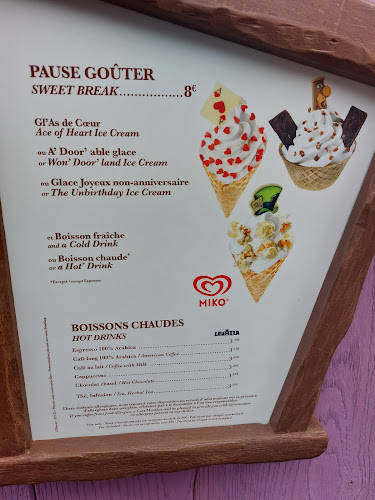 PAUSE GOÛTER
SWEET BREAK.................8€
Gl'As de Cœur
Ace of Heart Ice Cream
ou A' Door' able glace
or Won' Door' land Ice Cream
ou Glace Joyeux non-anniversaire
or The Unbirthday Ice Cream
et Boisson fraîche
and a Cold Drink
ou Boisson chaude*
or a Hot* Drink
*Excepté / except Espresso
MIKO
BOISSONS CHAUDES
LAVAZZA
HOT DRINKS
Espresso 100% Arabica
Café long 100% Arabica / American Coffee
Café au lait / Coffee with Milk
Cappuccino
Chocolat chaud / Hot Chocolate
Thé, Infusion / Tea, Herbal Tea